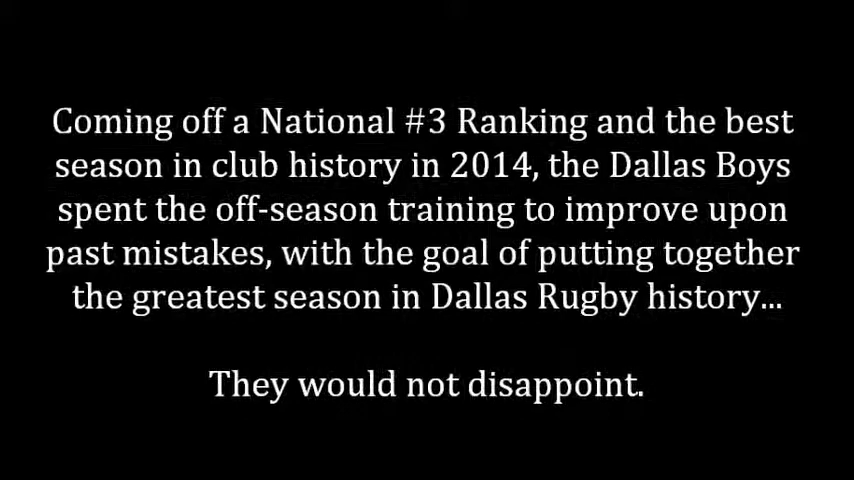 Coming off a National #3 Ranking and the best
season in club history in 2014, the Dallas Boys
spent the off-season training to improve upon
past mistakes, with the goal of putting together
the greatest season in Dallas Rugby history...
They would not disappoint.